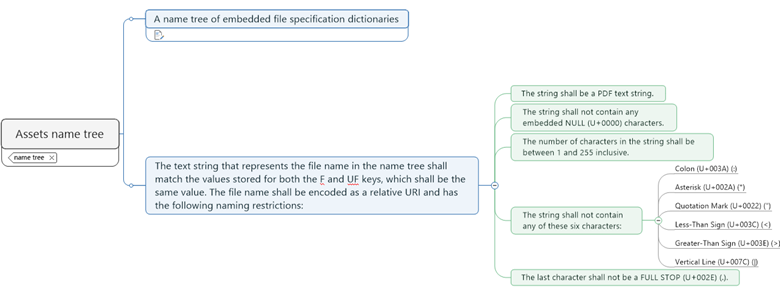 Assets name tree
name tree
A name tree of embedded file specification dictionaries
The text string that represents the file name in the name tree shall
match the values stored for both the F and UF keys, which shall be the
same value. The file name shall be encoded as a relative URI and has
the following naming restrictions:
The string shall be a PDF text string.
The string shall not contain any
embedded NULL (U+0000) characters.
The number of characters in the string shall be
between 1 and 255 inclusive.
The string shall not contain
any of these six characters:
Colon (U+003A) (:)
Asterisk (U+002A) (*)
Quotation Mark (U+0022) (")
Less-Than Sign (U+003C) (<)
Greater-Than Sign (U+003E) (>)
Vertical Line (U+007C) (|)
The last character shall not be a FULL STOP (U+002E) (.).